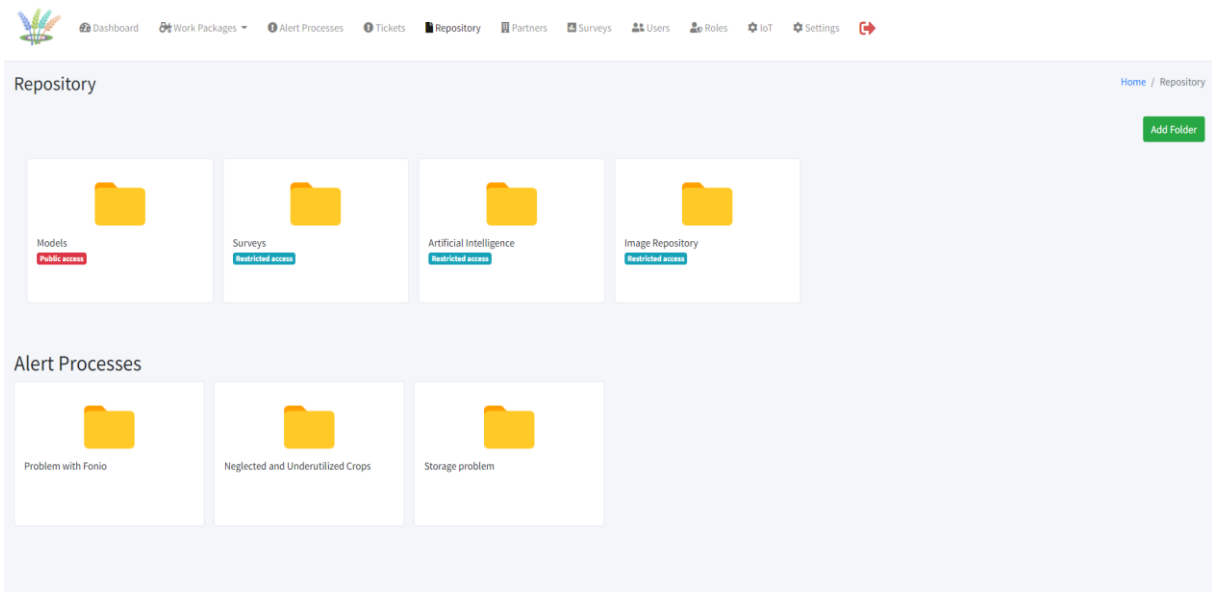 Dashboard Work Packages Alert Processes Tickets Repository Partners Surveys Users Roles IoT Settings
Repository
Home / Repository
Add Folder
Models
Public access
Surveys
Restricted access
Artificial Intelligence
Restricted access
Image Repository
Restricted access
Alert Processes
Problem with Fonio
Neglected and Underutilized Crops
Storage problem